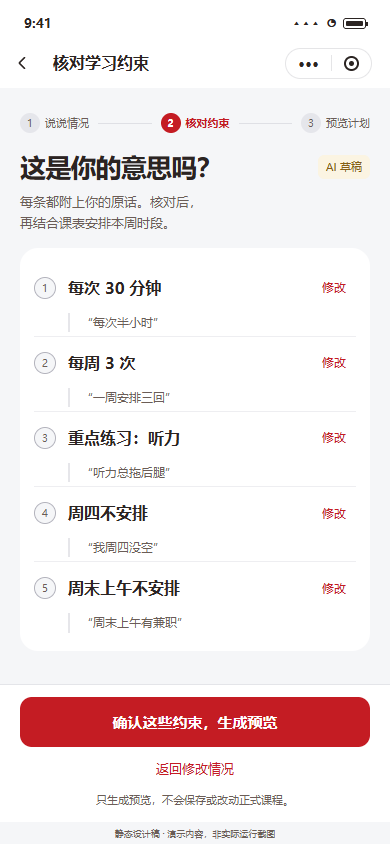 9:41
核对学习约束
1 说说情况 2 核对约束 3 预览计划
这是你的意思吗？
AI 草稿
每条都附上你的原话。核对后，
再结合课表安排本周时段。
1 每次 30 分钟 修改
“每次半小时”
2 每周 3 次 修改
“一周安排三回”
3 重点练习：听力 修改
“听力总拖后腿”
4 周四不安排 修改
“我周四没空”
5 周末上午不安排 修改
“周末上午有兼职”
确认这些约束，生成预览
返回修改情况
只生成预览，不会保存或改动正式课程。
静态设计稿 · 演示内容，非实际运行截图